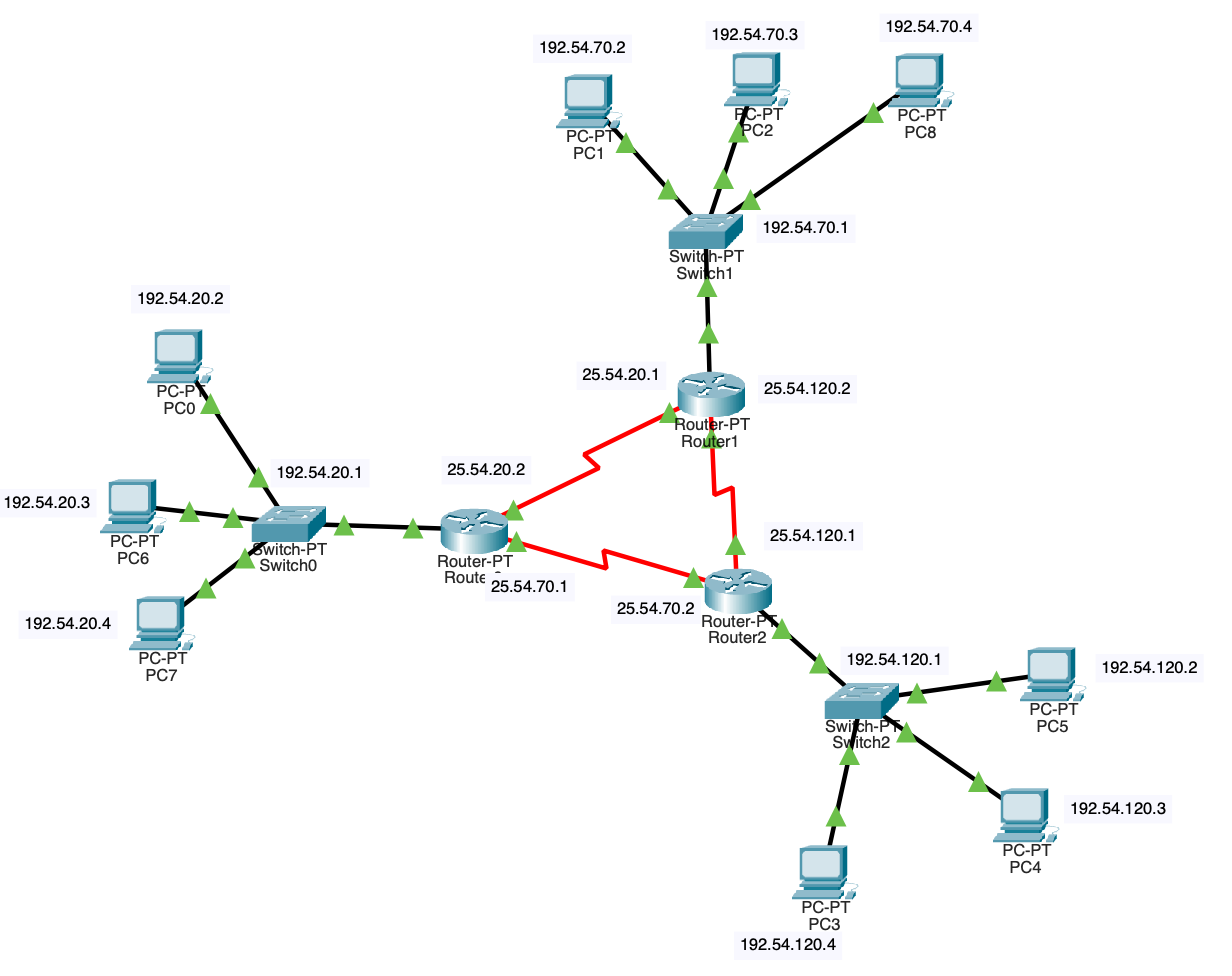 192.54.70.4
192.54.70.3
192.54.70.2
PC-PT
PC2
PC-PT
PC8
PC-PT
PC1
192.54.70.1
Switch-PT
Switch1
192.54.20.2
25.54.20.1
25.54.120.2
PC-PT
PC0
Router-PT
Router1
192.54.20.1
25.54.20.2
192.54.20.3
PC-PT
PC6
Switch-PT
Switch0
25.54.120.1
Router-PT
25.54.70.1
25.54.70.2
192.54.20.4
Router-PT
Router2
PC-PT
PC7
192.54.120.1
192.54.120.2
PC-PT
PC5
Switch-PT
Switch2
192.54.120.3
PC-PT
PC4
PC-PT
PC3
192.54.120.4